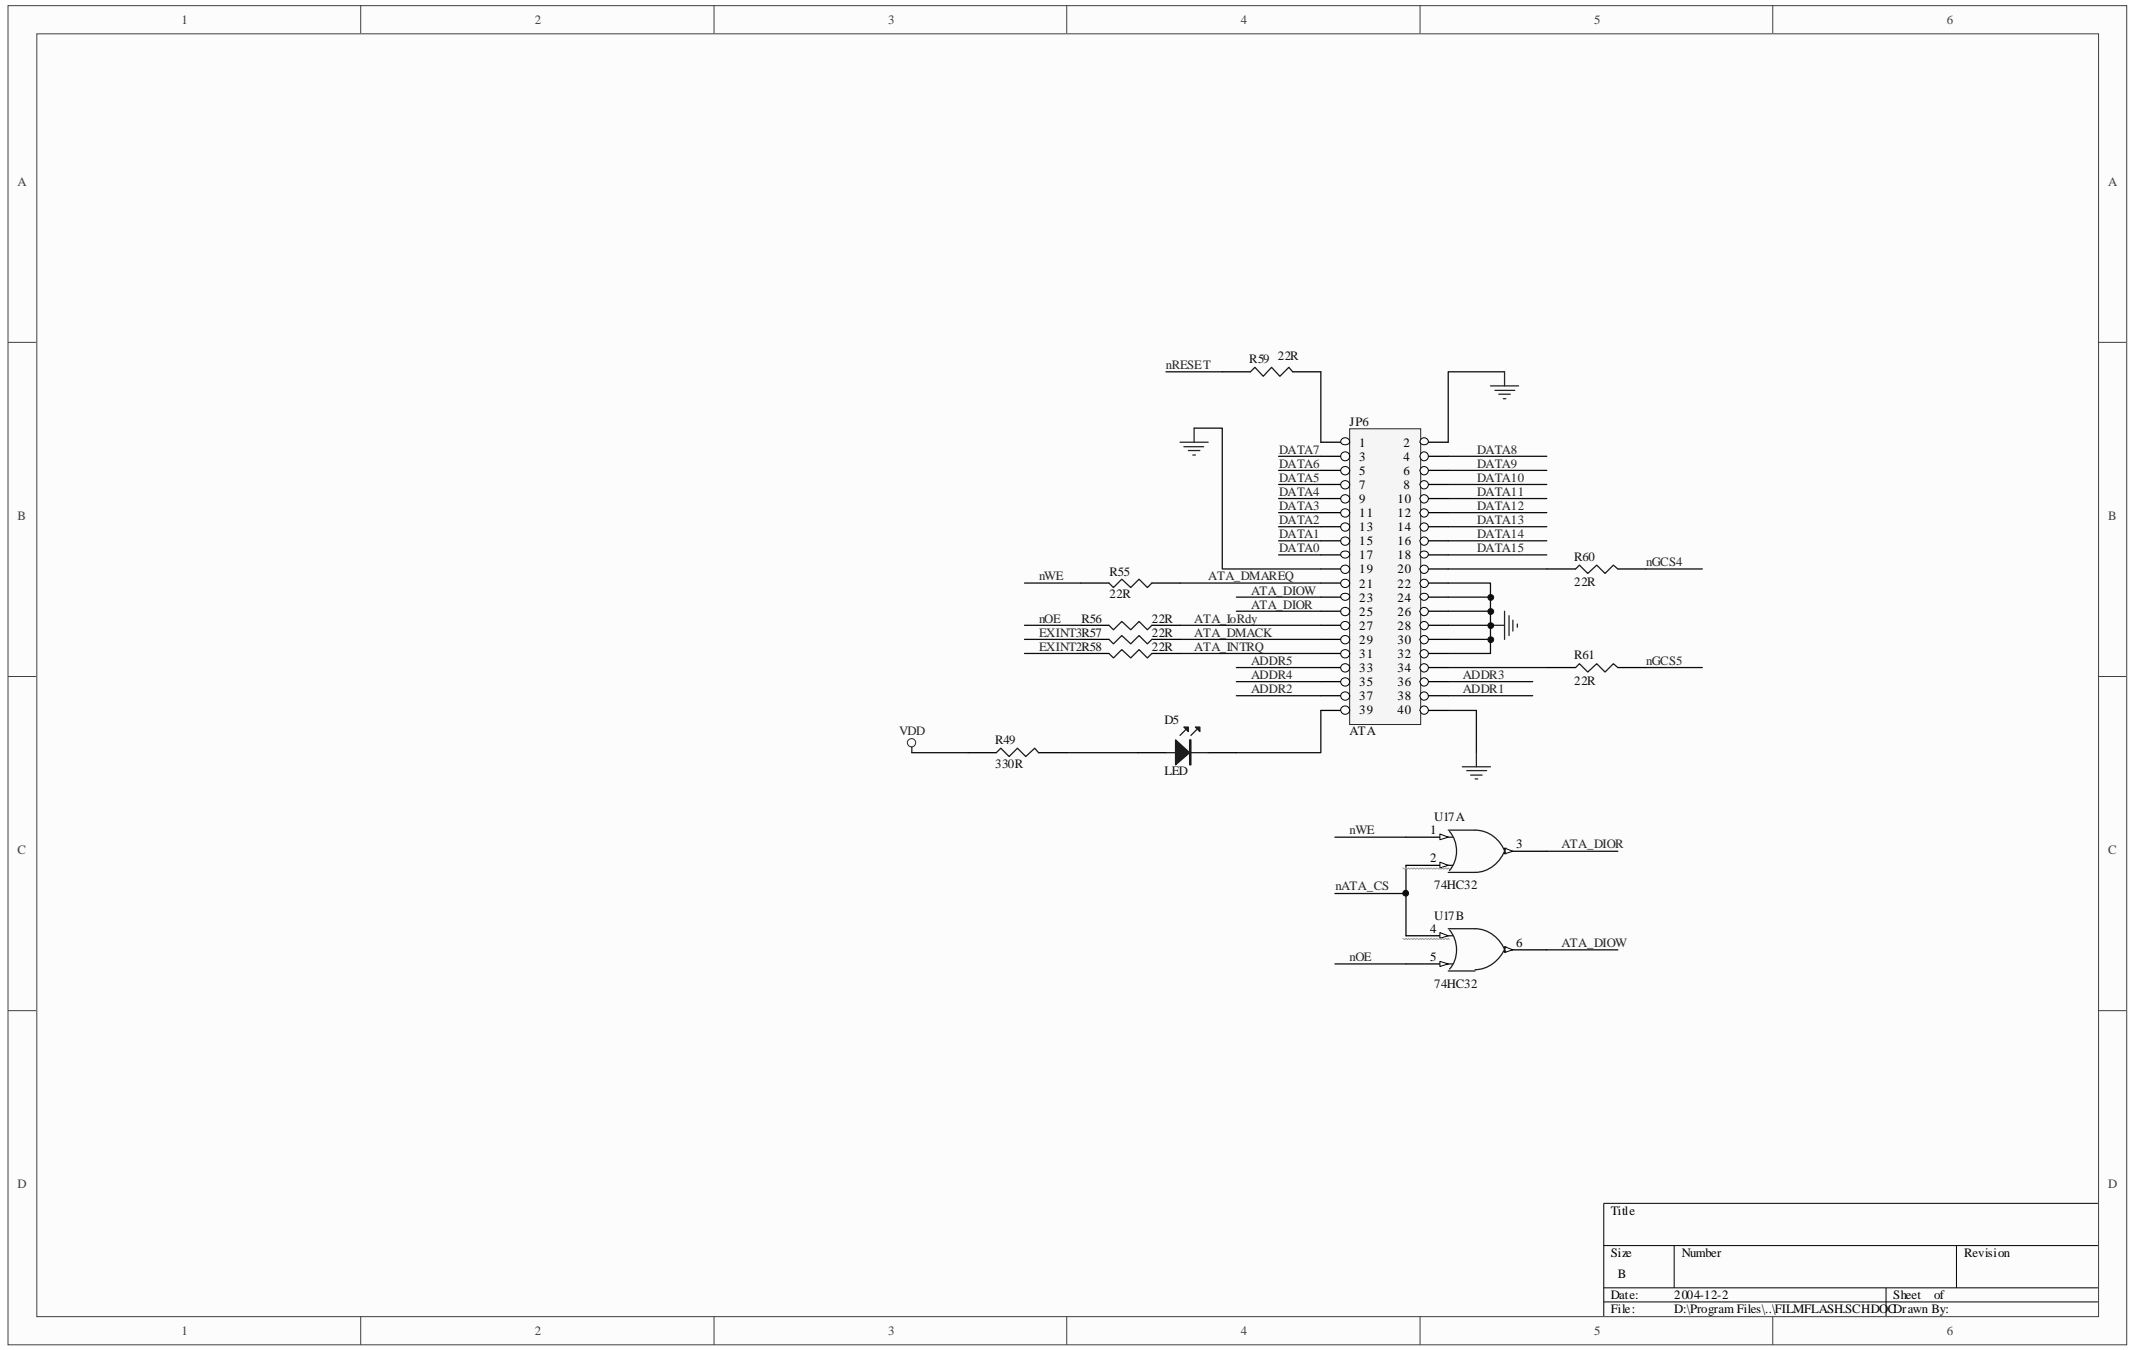 1 2 3 4 5 6
A A
nRESET R59 22R
B B
JP6
1 2
DATA7 3 4 DATA8
DATA6 5 6 DATA9
DATA5 7 8 DATA10
DATA4 9 10 DATA11
DATA3 11 12 DATA12
DATA2 13 14 DATA13
DATA1 15 16 DATA14
DATA0 17 18 DATA15
19 20 R60 22R nGCS4
nWE R55 22R ATA_DMAREQ 21 22
ATA_DIOW 23 24
ATA_DIOR 25 26
nOE R56 22R ATA_IoRdy 27 28
EXINT3 R57 22R ATA_DMACK 29 30
EXINT2 R58 22R ATA_INTRQ 31 32
ADDR5 33 34 R61 22R nGCS5
ADDR4 35 36 ADDR3
ADDR2 37 38 ADDR1
39 40
ATA
VDD R49 330R D5 LED
C C
U17A
nWE 1 2 3 ATA_DIOR
74HC32
nATA_CS
U17B
nOE 4 5 6 ATA_DIOW
74HC32
D D
Title
Size Number Revision
B
Date: 2004-12-2 Sheet of
File: D:\Program Files\..\FILMFLASH.SCHDOC Drawn By:
1 2 3 4 5 6